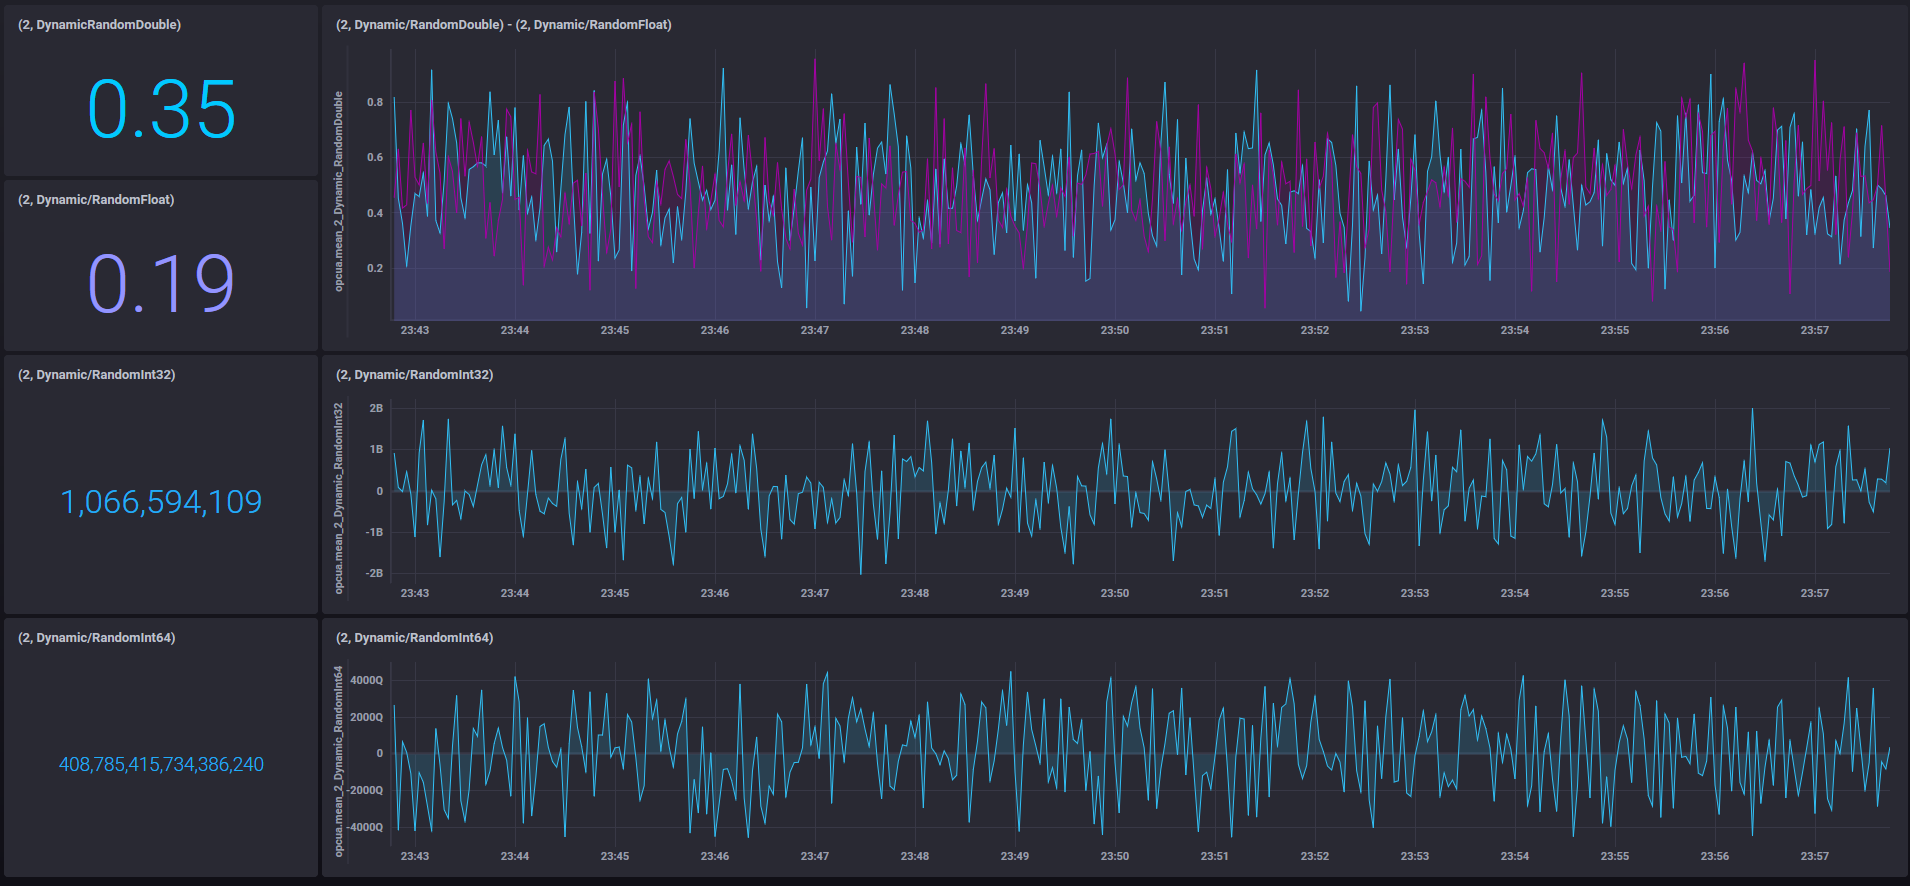 (2, DynamicRandomDouble)
0.35
(2, Dynamic/RandomFloat)
0.19
(2, Dynamic/RandomDouble) - (2, Dynamic/RandomFloat)
opcua.mean_2_Dynamic_RandomDouble
0.8
0.6
0.4
0.2
23:43 23:44 23:45 23:46 23:47 23:48 23:49 23:50 23:51 23:52 23:53 23:54 23:55 23:56 23:57
(2, Dynamic/RandomInt32)
1,066,594,109
(2, Dynamic/RandomInt32)
opcua.mean_2_Dynamic_RandomInt32
2B
1B
0
-1B
-2B
23:43 23:44 23:45 23:46 23:47 23:48 23:49 23:50 23:51 23:52 23:53 23:54 23:55 23:56 23:57
(2, Dynamic/RandomInt64)
408,785,415,734,386,240
(2, Dynamic/RandomInt64)
opcua.mean_2_Dynamic_RandomInt64
4000Q
2000Q
0
-2000Q
-4000Q
23:43 23:44 23:45 23:46 23:47 23:48 23:49 23:50 23:51 23:52 23:53 23:54 23:55 23:56 23:57